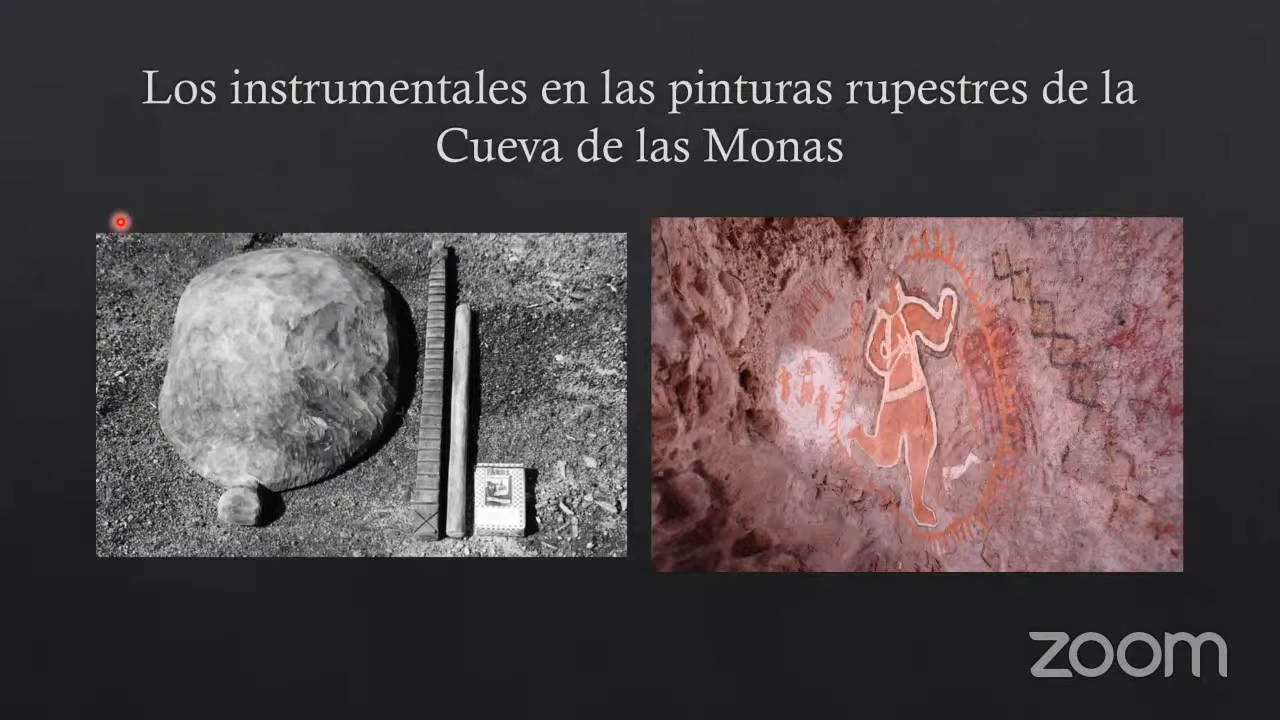 Los instrumentales en las pinturas rupestres de la
Cueva de las Monas
zoom